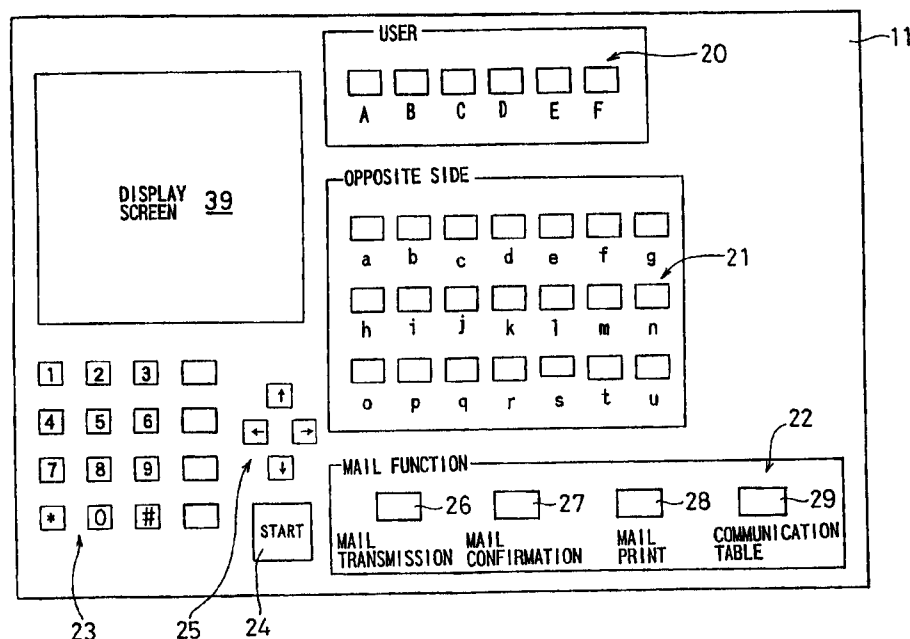 USER
11
20
A B C D E F
DISPLAY
SCREEN 39
OPPOSITE SIDE
a b c d e f g
21
h i j k l m n
o p q r s t u
1 2 3
↑
4 5 6
← →
7 8 9
↓
* 0 #
START
22
MAIL FUNCTION
26 27 28 29
MAIL
TRANSMISSION
MAIL
CONFIRMATION
MAIL
PRINT
COMMUNICATION
TABLE
23 25 24